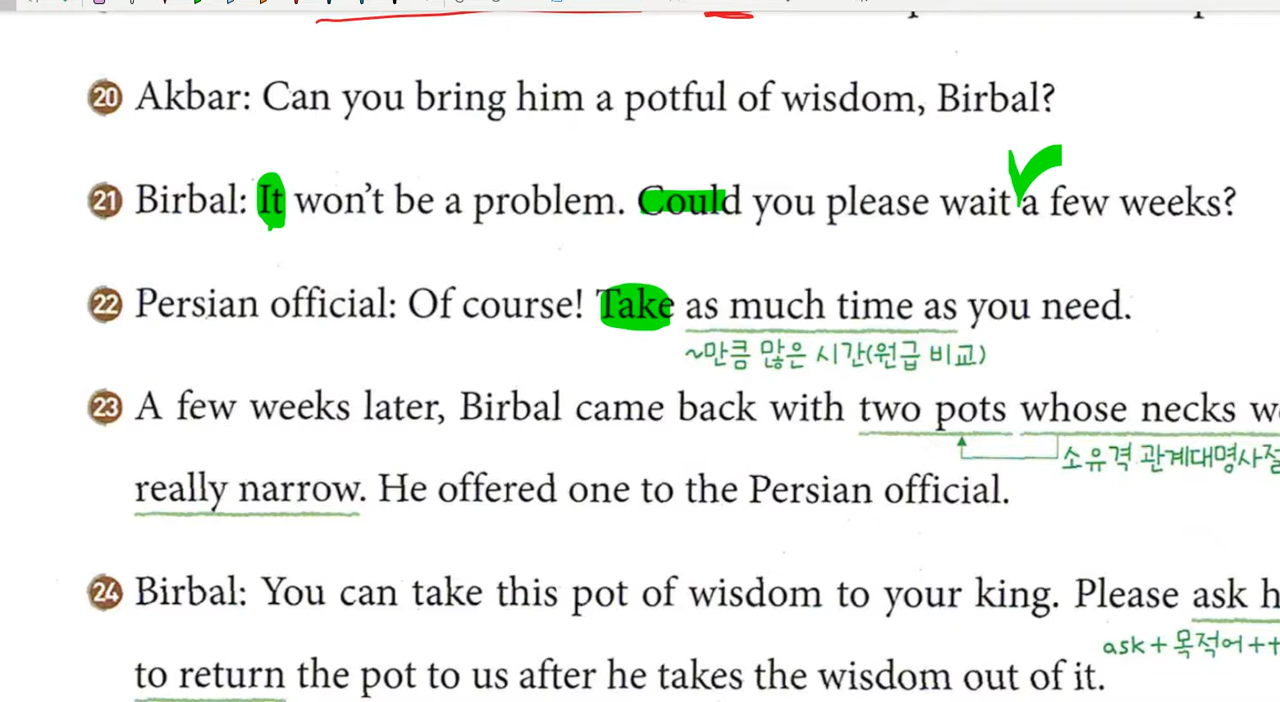 20 Akbar: Can you bring him a potful of wisdom, Birbal?
21 Birbal: It won't be a problem. Could you please wait a few weeks?
22 Persian official: Of course! Take as much time as you need.
~만큼 많은 시간(원급 비교)
23 A few weeks later, Birbal came back with two pots whose necks
소유격 관계대명사절
really narrow. He offered one to the Persian official.
24 Birbal: You can take this pot of wisdom to your king. Please ask
ask+목적어+
to return the pot to us after he takes the wisdom out of it.